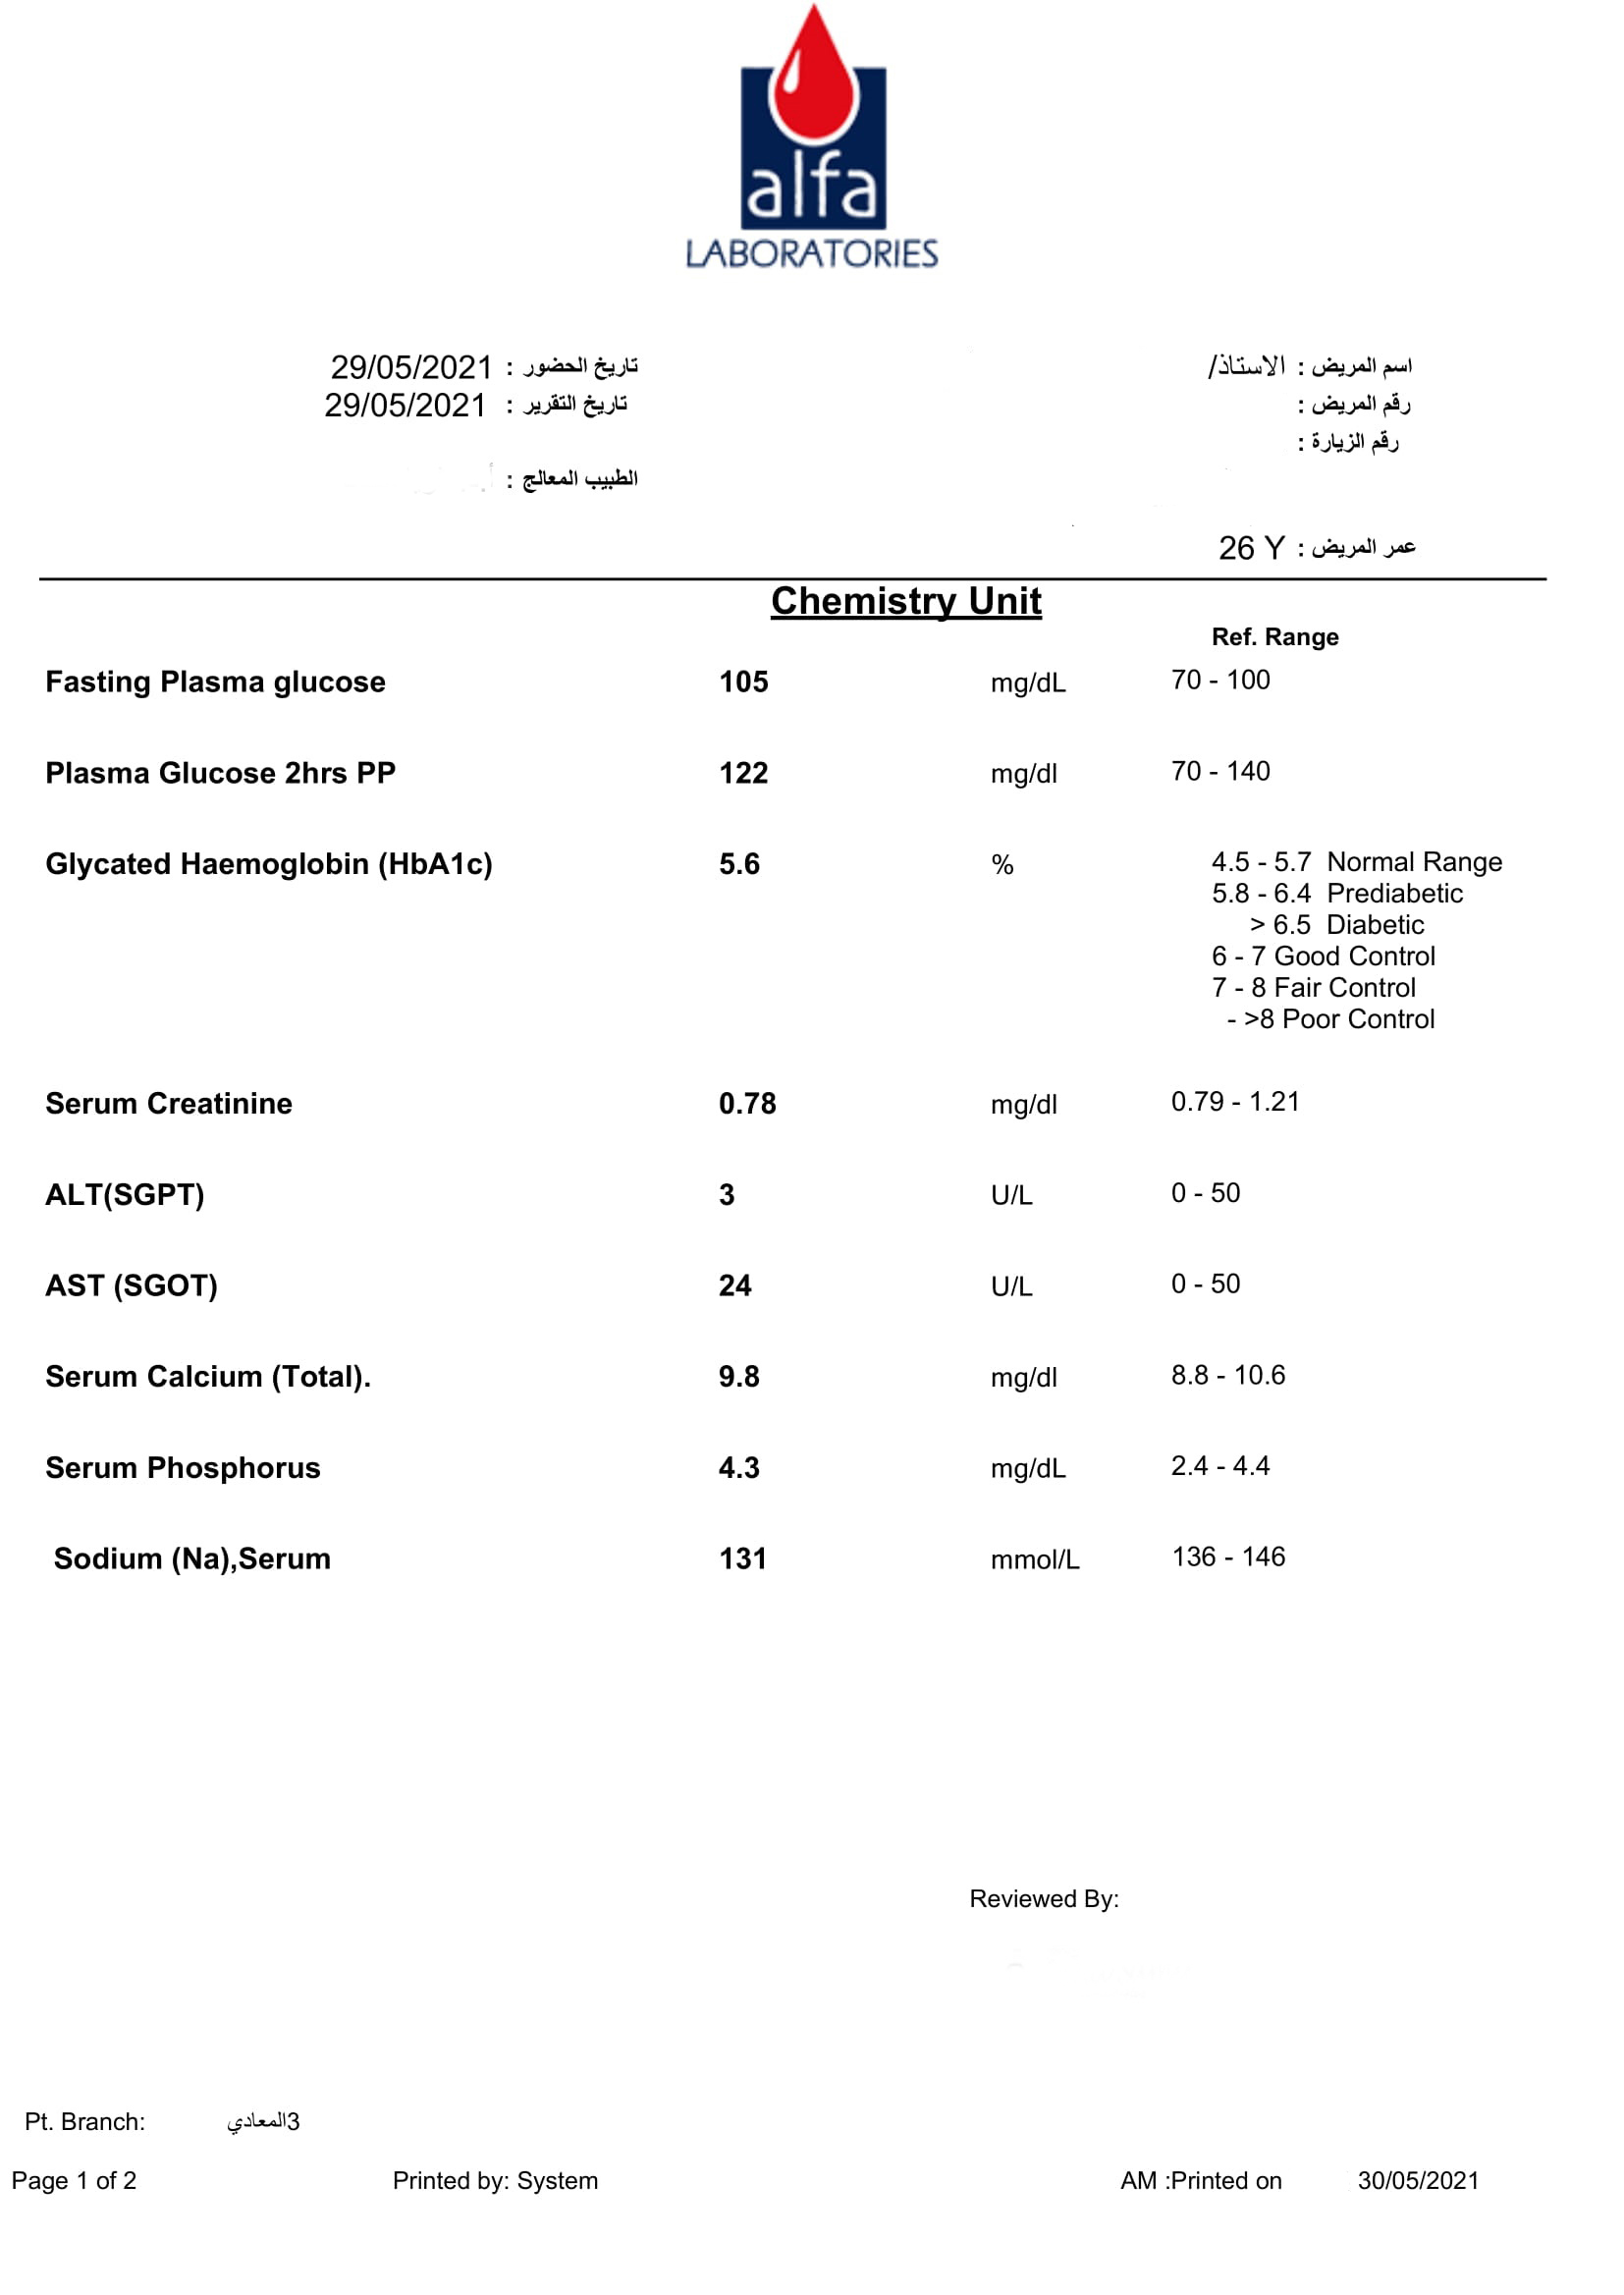 alfa
LABORATORIES
اسم المريض : الاستاذ/
تاريخ الحضور : 29/05/2021
رقم المريض :
تاريخ التقرير : 29/05/2021
رقم الزيارة :
الطبيب المعالج :
عمر المريض : 26 Y
Chemistry Unit
Ref. Range
Fasting Plasma glucose 105 mg/dL 70 - 100
Plasma Glucose 2hrs PP 122 mg/dl 70 - 140
Glycated Haemoglobin (HbA1c) 5.6 % 4.5 - 5.7 Normal Range
5.8 - 6.4 Prediabetic
> 6.5 Diabetic
6 - 7 Good Control
7 - 8 Fair Control
- >8 Poor Control
Serum Creatinine 0.78 mg/dl 0.79 - 1.21
ALT(SGPT) 3 U/L 0 - 50
AST (SGOT) 24 U/L 0 - 50
Serum Calcium (Total). 9.8 mg/dl 8.8 - 10.6
Serum Phosphorus 4.3 mg/dL 2.4 - 4.4
Sodium (Na),Serum 131 mmol/L 136 - 146
Reviewed By:
Pt. Branch: المعادي3
Page 1 of 2 Printed by: System AM :Printed on 30/05/2021